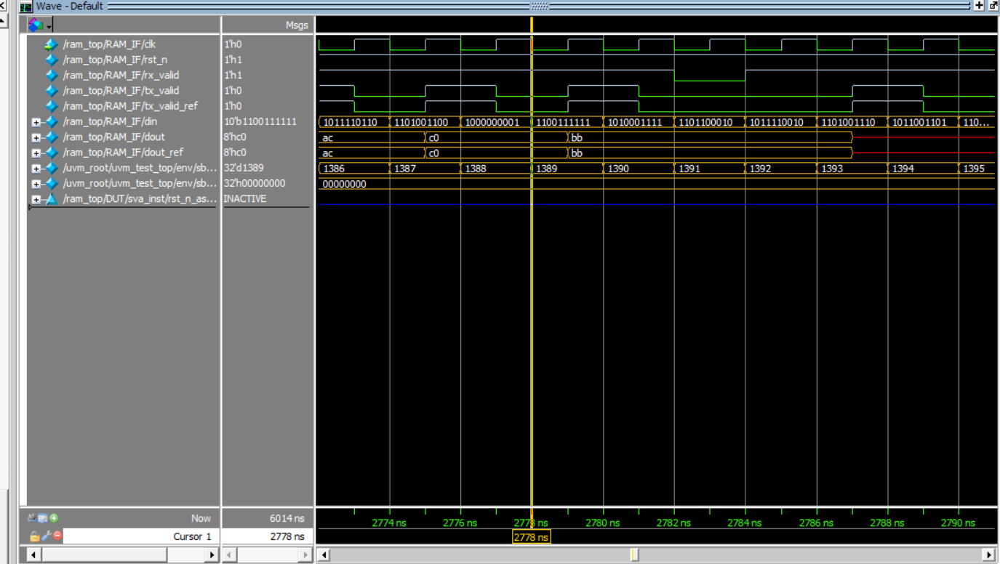 Wave - Default
Msgs
/ram_top/RAM_IF/clk 1'h0
/ram_top/RAM_IF/rst_n 1'h1
/ram_top/RAM_IF/rx_valid 1'h1
/ram_top/RAM_IF/tx_valid 1'h0
/ram_top/RAM_IF/tx_valid_ref 1'h0
/ram_top/RAM_IF/din 10'b1100111111 1011110110 1101001100 1000000001 1100111111 1010001111 1101100010 1011110010 1101001110 1011001101 110...
/ram_top/RAM_IF/dout 8'hc0 ac c0 bb
/ram_top/RAM_IF/dout_ref 8'hc0 ac c0 bb
/uvm_root/uvm_test_top/env/sb... 32'd1389 1386 1387 1388 1389 1390 1391 1392 1393 1394 1395
/uvm_root/uvm_test_top/env/sb... 32'h00000000 00000000
/ram_top/DUT/sva_inst/rst_n_as... INACTIVE
Now 6014 ns 2774 ns 2776 ns 2778 ns 2780 ns 2782 ns 2784 ns 2786 ns 2788 ns 2790 ns
Cursor 1 2778 ns 2778 ns